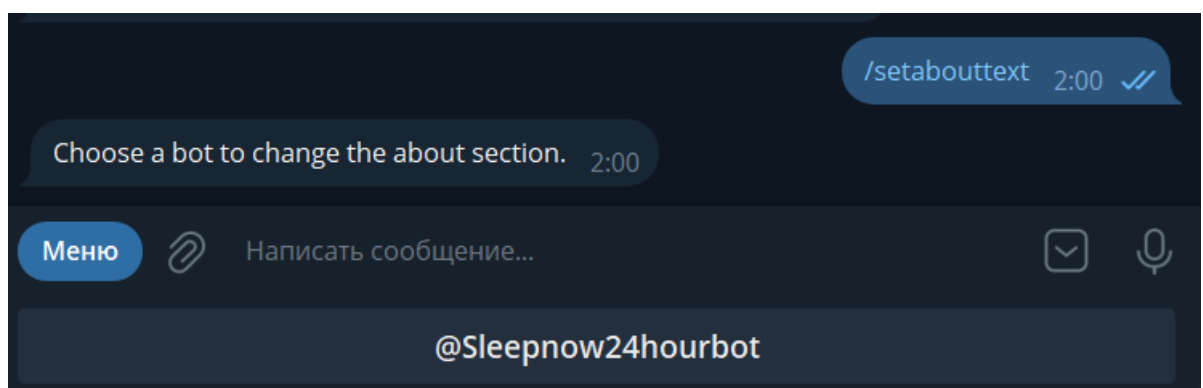 /setabouttext 2:00
Choose a bot to change the about section. 2:00
Меню Написать сообщение...
@Sleepnow24hourbot